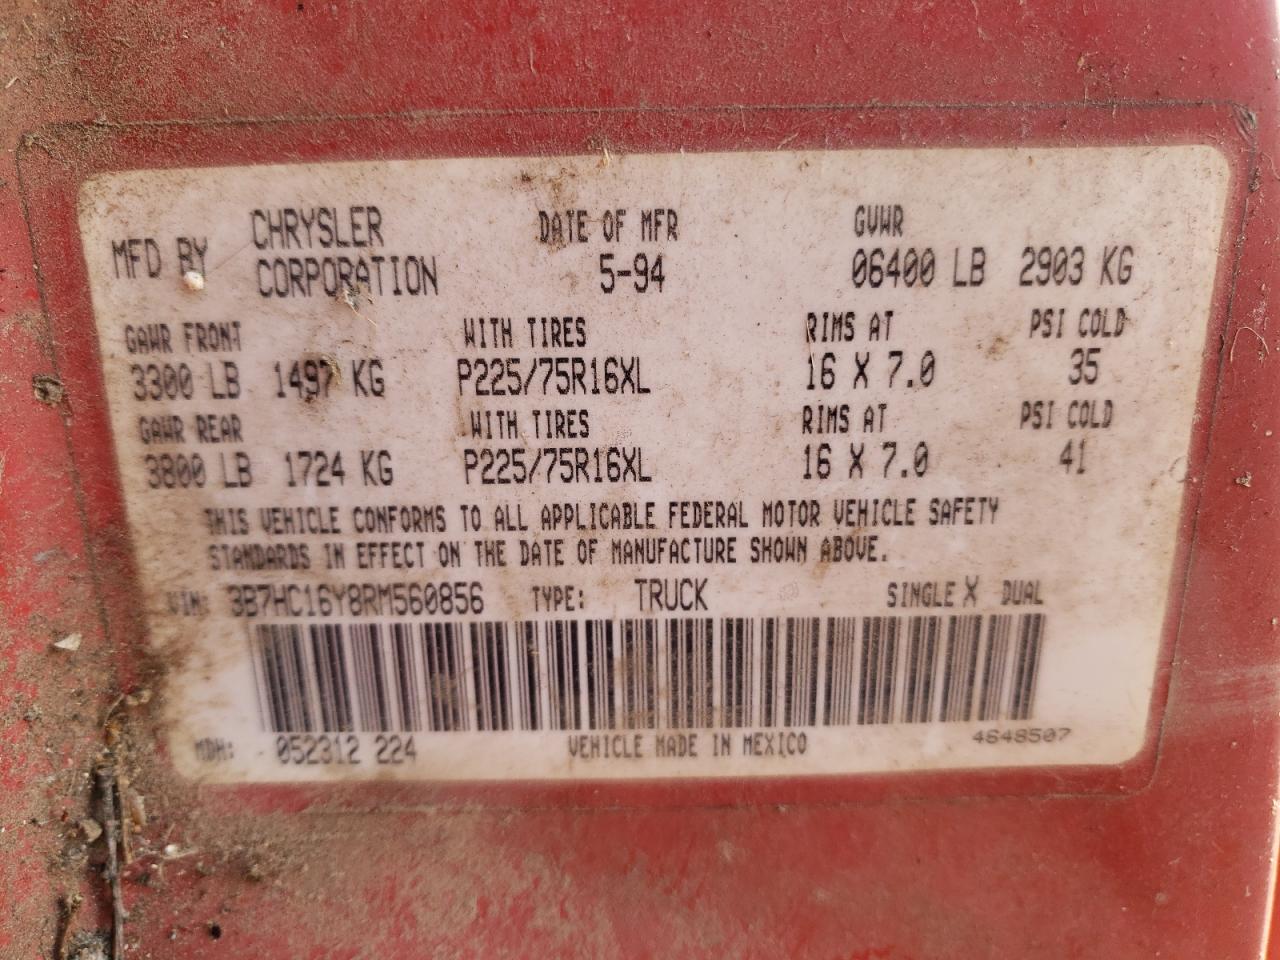 MFD BY CHRYSLER CORPORATION DATE OF MFR 5-94 GVWR 06400 LB 2903 KG
GAWR FRONT WITH TIRES RIMS AT PSI COLD
3300 LB 1497 KG P225/75R16XL 16 X 7.0 35
GAWR REAR WITH TIRES RIMS AT PSI COLD
3800 LB 1724 KG P225/75R16XL 16 X 7.0 41
THIS VEHICLE CONFORMS TO ALL APPLICABLE FEDERAL MOTOR VEHICLE SAFETY
STANDARDS IN EFFECT ON THE DATE OF MANUFACTURE SHOWN ABOVE.
VIN: 3B7HC16Y8RM560856 TYPE: TRUCK SINGLE X DUAL
MDH: 052312 224 VEHICLE MADE IN MEXICO 4648507